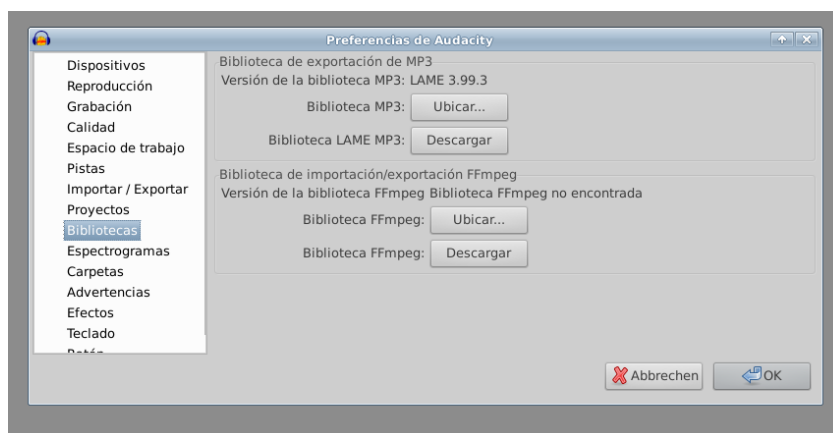 Preferencias de Audacity
Dispositivos
Reproducción
Grabación
Calidad
Espacio de trabajo
Pistas
Importar / Exportar
Proyectos
Bibliotecas
Espectrogramas
Carpetas
Advertencias
Efectos
Teclado
Biblioteca de exportación de MP3
Versión de la biblioteca MP3: LAME 3.99.3
Biblioteca MP3: Ubicar...
Biblioteca LAME MP3: Descargar
Biblioteca de importación/exportación FFmpeg
Versión de la biblioteca FFmpeg Biblioteca FFmpeg no encontrada
Biblioteca FFmpeg: Ubicar...
Biblioteca FFmpeg: Descargar
Abbrechen
OK